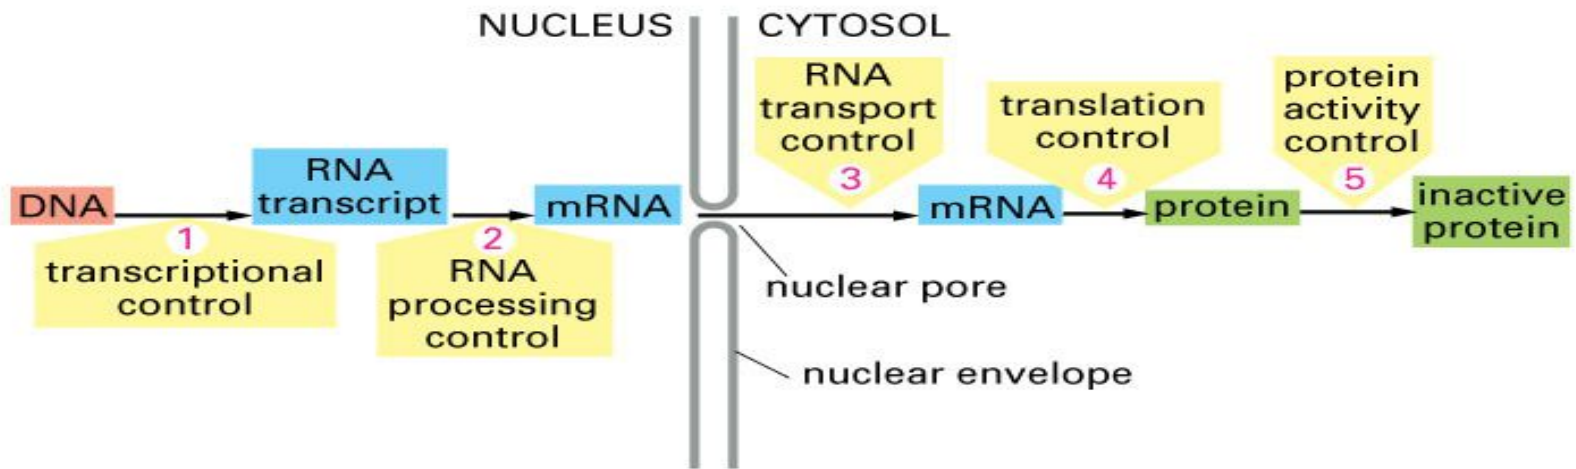 NUCLEUS
CYTOSOL
DNA
1
transcriptional
control
RNA
transcript
2
RNA
processing
control
mRNA
RNA
transport
control
3
nuclear pore
nuclear envelope
mRNA
translation
control
4
protein
protein
activity
control
5
inactive
protein